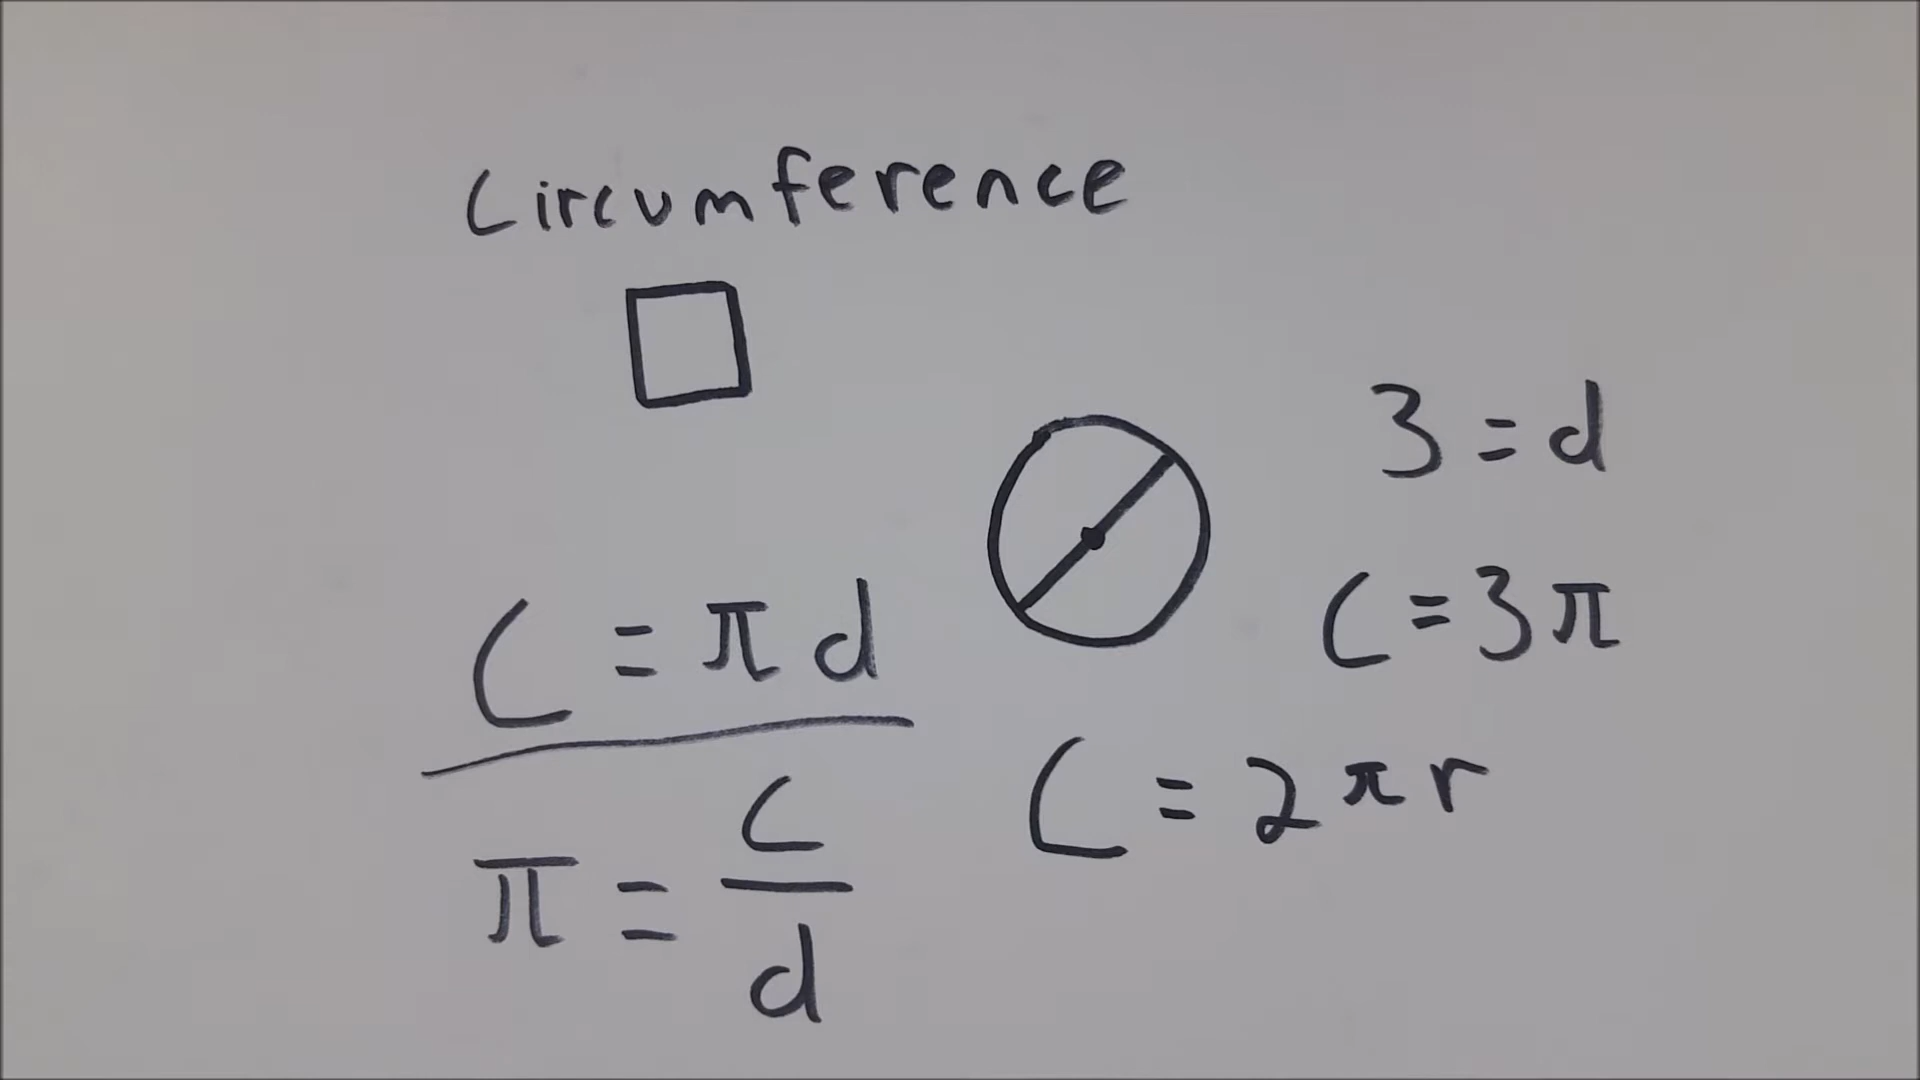 Circumference
3 = d
C = πd
C = 3π
C = 2πr
π = C/d